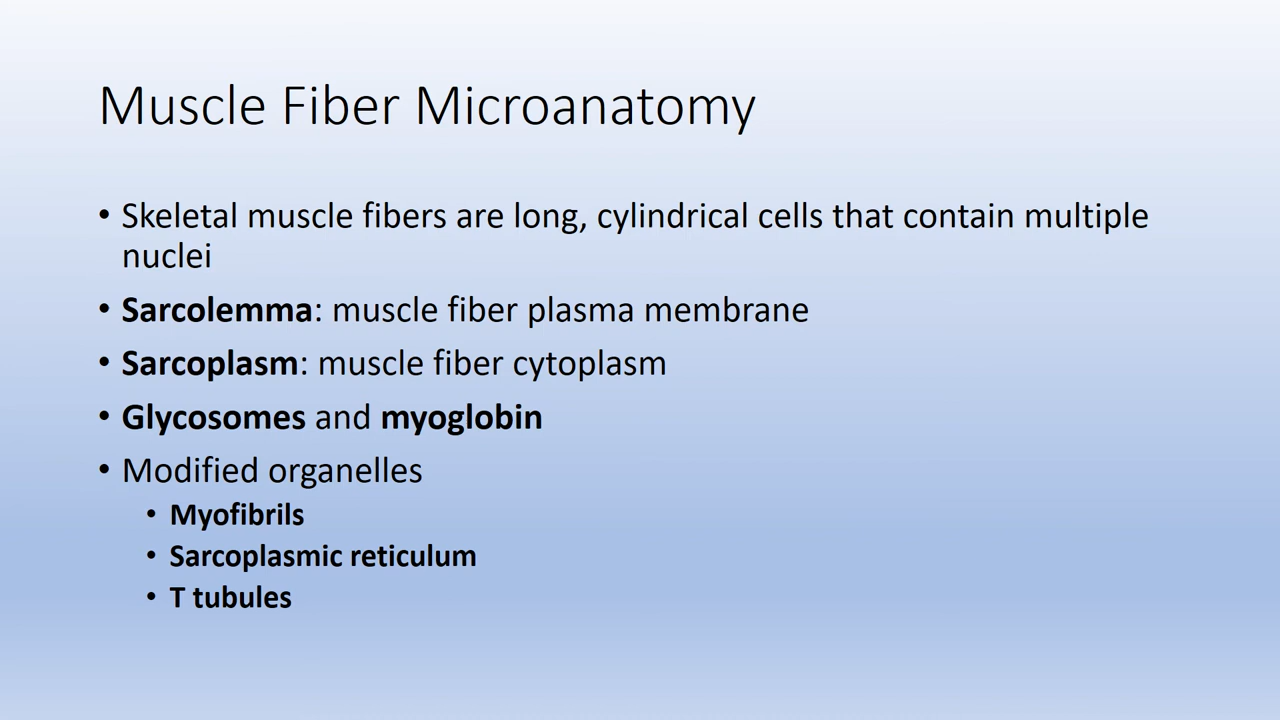 Muscle Fiber Microanatomy
• Skeletal muscle fibers are long, cylindrical cells that contain multiple
nuclei
• Sarcolemma: muscle fiber plasma membrane
• Sarcoplasm: muscle fiber cytoplasm
• Glycosomes and myoglobin
• Modified organelles
• Myofibrils
• Sarcoplasmic reticulum
• T tubules